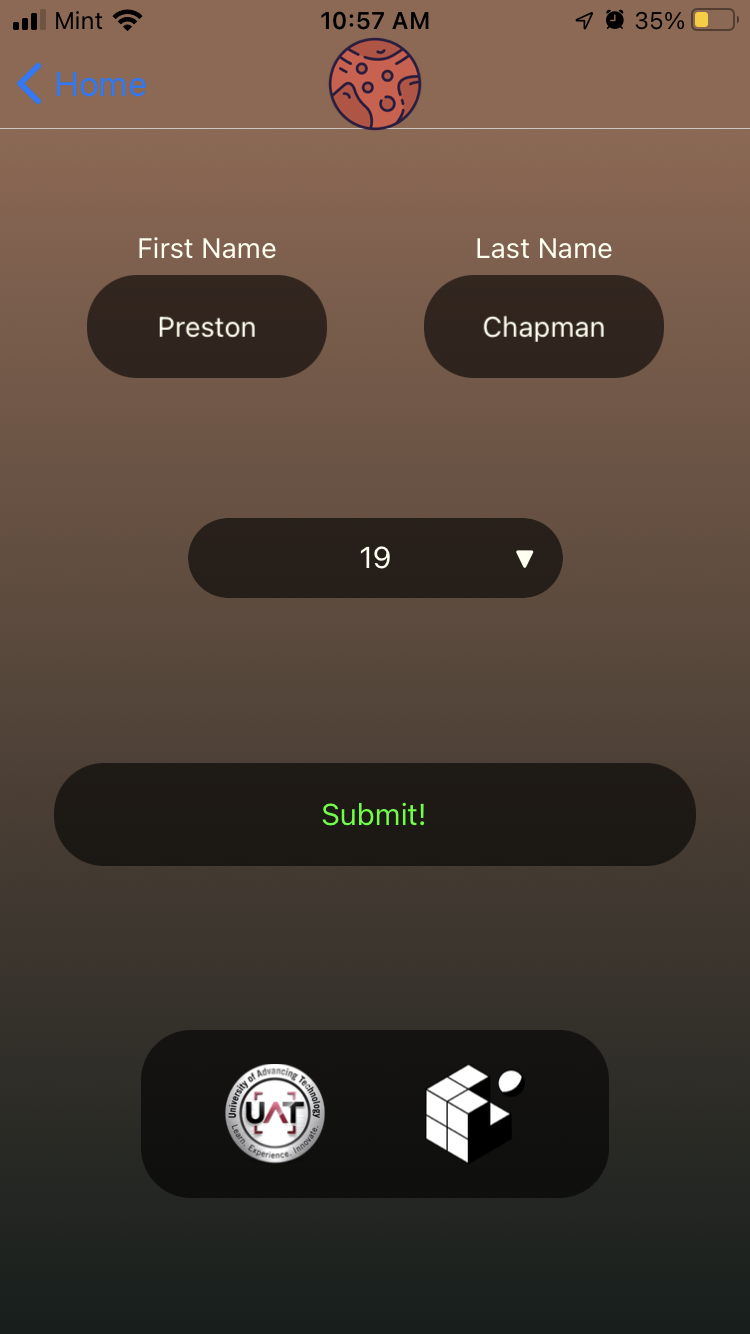 Mint 10:57 AM 35%
Home
First Name Last Name
Preston Chapman
19
Submit!
University of Advancing Technology
UAT
Learn. Experience. Innovate.